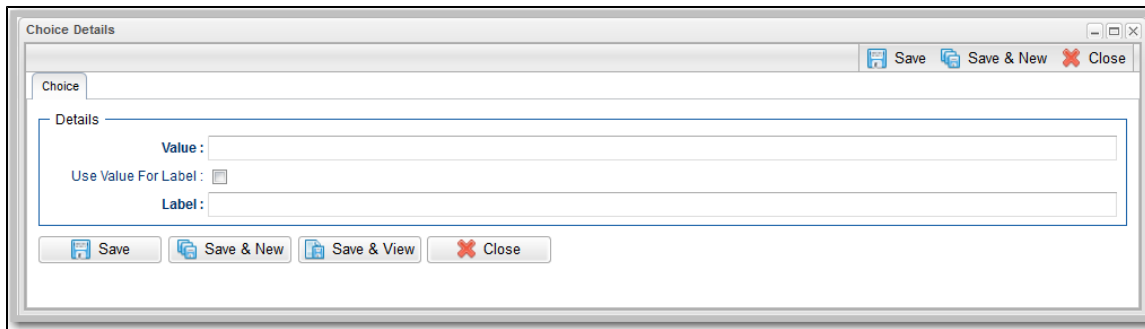 Choice Details
Save Save & New Close
Choice
Details
Value :
Use Value For Label :
Label :
Save Save & New Save & View Close